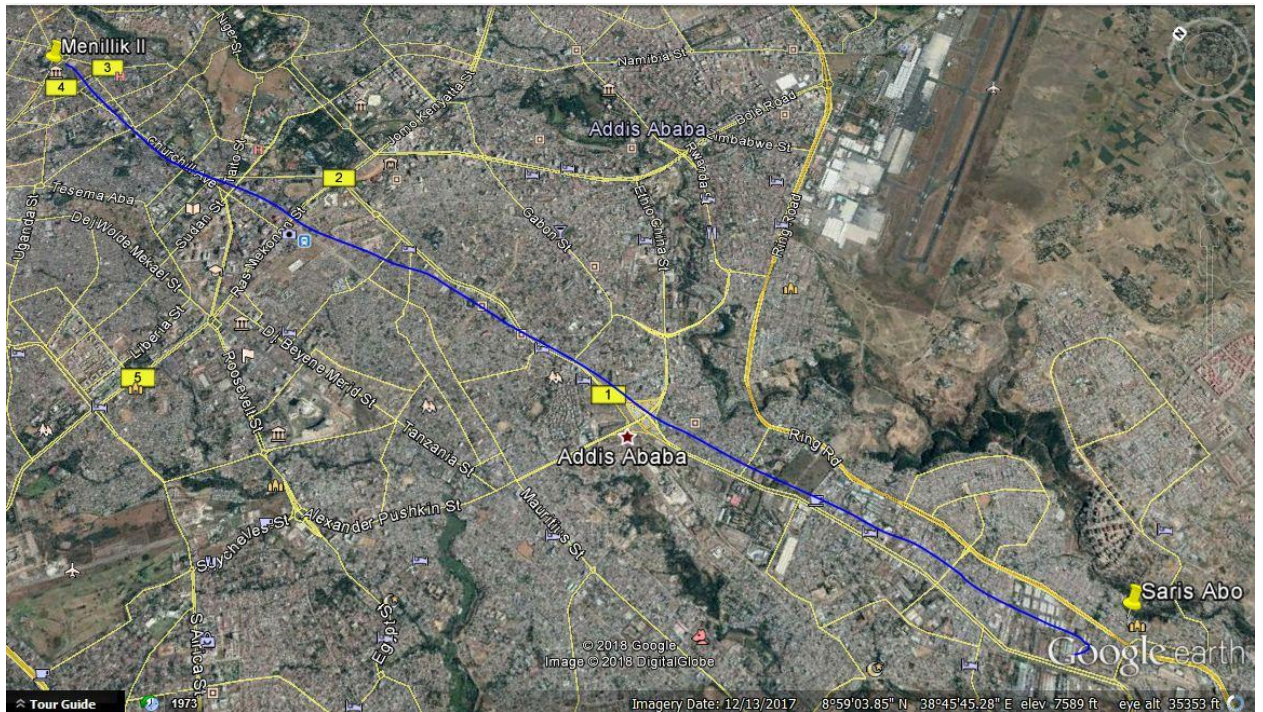 Menillik II
3
4
Niger St
Namibia St
Jomo Kenyatta St
Bole Road
Addis Ababa
Zimbabwe St
Rwanda St
Churchill Ave
Taito St
2
Tesema Aba
Uganda St
Sudan St
Dej Wolde Mekael St
Ras Mekonen St
Gabon St
Ethio China St
Ring Road
Liberia St
Dj. Beyene Merid St
Roosevelt St
5
1
Tanzania St
Addis Ababa
Ring Rd
Alexander Pushkin St
Mauritius St
Seychelles St
S Africa St
Egypt St
Saris Abo
© 2018 Google
Image © 2018 DigitalGlobe
Google earth
Tour Guide
1973
Imagery Date: 12/13/2017 8°59'03.85" N 38°45'45.28" E elev 7589 ft eye alt 35353 ft